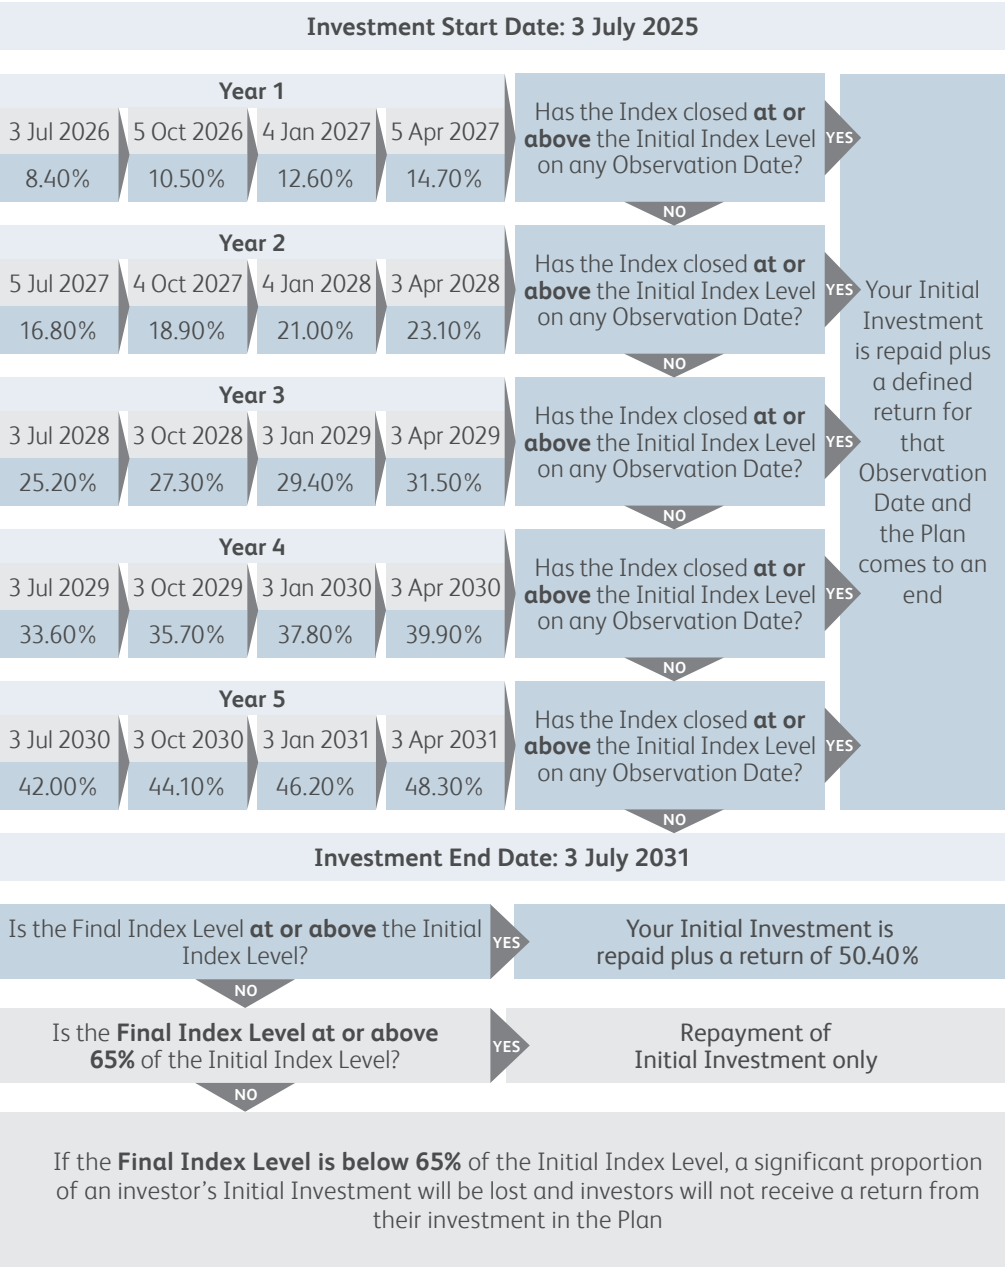 Investment Start Date: 3 July 2025
Year 1
3 Jul 2026 5 Oct 2026 4 Jan 2027 5 Apr 2027
8.40% 10.50% 12.60% 14.70%
Has the Index closed at or
above the Initial Index Level
on any Observation Date?
YES
NO
Year 2
5 Jul 2027 4 Oct 2027 4 Jan 2028 3 Apr 2028
16.80% 18.90% 21.00% 23.10%
Has the Index closed at or
above the Initial Index Level
on any Observation Date?
YES
NO
Year 3
3 Jul 2028 3 Oct 2028 3 Jan 2029 3 Apr 2029
25.20% 27.30% 29.40% 31.50%
Has the Index closed at or
above the Initial Index Level
on any Observation Date?
YES
NO
Year 4
3 Jul 2029 3 Oct 2029 3 Jan 2030 3 Apr 2030
33.60% 35.70% 37.80% 39.90%
Has the Index closed at or
above the Initial Index Level
on any Observation Date?
YES
NO
Year 5
3 Jul 2030 3 Oct 2030 3 Jan 2031 3 Apr 2031
42.00% 44.10% 46.20% 48.30%
Has the Index closed at or
above the Initial Index Level
on any Observation Date?
YES
NO
Your Initial
Investment
is repaid plus
a defined
return for
that
Observation
Date and
the Plan
comes to an
end
Investment End Date: 3 July 2031
Is the Final Index Level at or above the Initial
Index Level?
YES
Your Initial Investment is
repaid plus a return of 50.40%
NO
Is the Final Index Level at or above
65% of the Initial Index Level?
YES
Repayment of
Initial Investment only
NO
If the Final Index Level is below 65% of the Initial Index Level, a significant proportion
of an investor's Initial Investment will be lost and investors will not receive a return from
their investment in the Plan